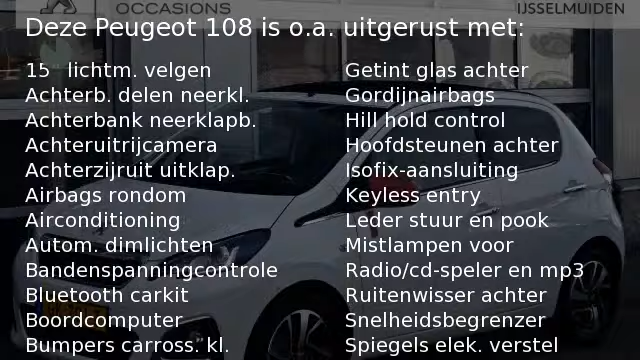 OCCASIONS
IJSSELMUIDEN
Deze Peugeot 108 is o.a. uitgerust met:
15 lichtm. velgen
Achterb. delen neerkl.
Achterbank neerklapb.
Achteruitrijcamera
Achterzijruit uitklap.
Airbags rondom
Airconditioning
Autom. dimlichten
Bandenspanningcontrole
Bluetooth carkit
Boordcomputer
Bumpers carross. kl.
Getint glas achter
Gordijnairbags
Hill hold control
Hoofdsteunen achter
Isofix-aansluiting
Keyless entry
Leder stuur en pook
Mistlampen voor
Radio/cd-speler en mp3
Ruitenwisser achter
Snelheidsbegrenzer
Spiegels elek. verstel